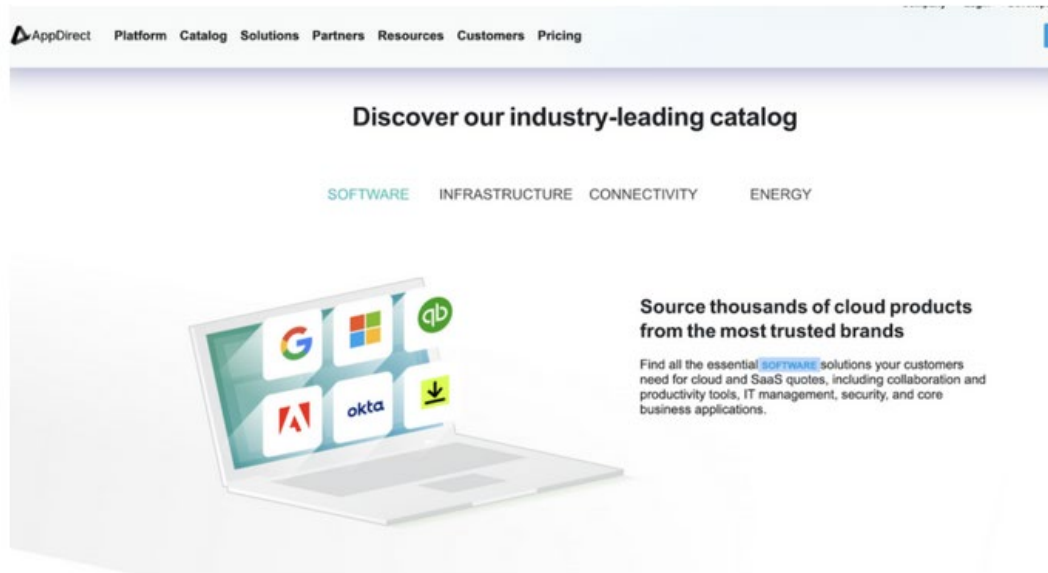 AppDirect Platform Catalog Solutions Partners Resources Customers Pricing
Discover our industry-leading catalog
SOFTWARE INFRASTRUCTURE CONNECTIVITY ENERGY
qb
okta
Source thousands of cloud products
from the most trusted brands
Find all the essential SOFTWARE solutions your customers
need for cloud and SaaS quotes, including collaboration and
productivity tools, IT management, security, and core
business applications.